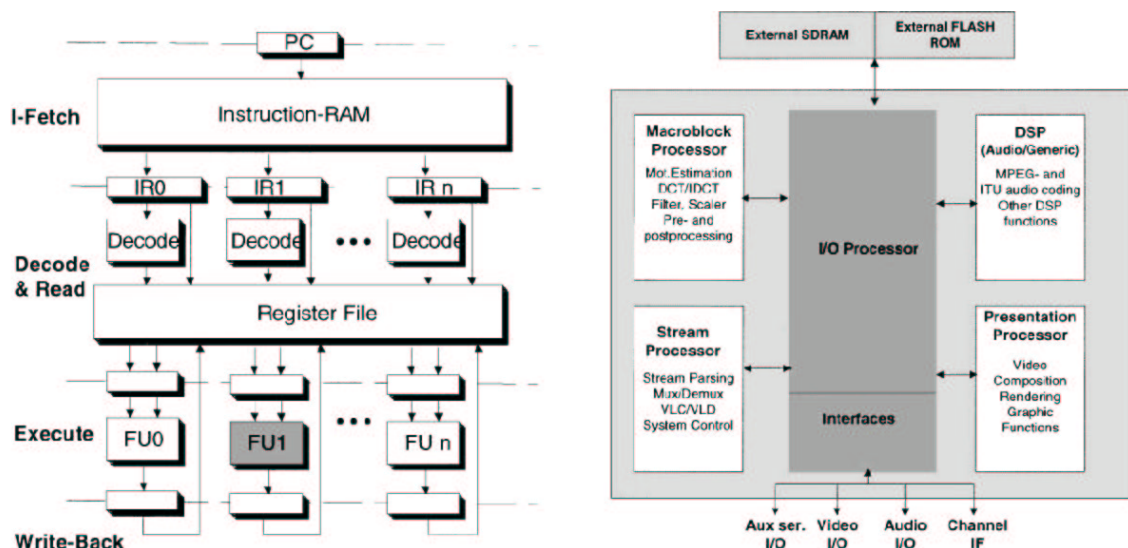 PC
I-Fetch
Instruction-RAM
IR0 IR1 IR n
Decode Decode ••• Decode
Decode
& Read
Register File
Execute
FU0 FU1 ••• FU n
Write-Back
External SDRAM
External FLASH
ROM
Macroblock
Processor
Mot.Estimation
DCT/IDCT
Filter, Scaler
Pre- and
postprocessing
DSP
(Audio/Generic)
MPEG- and
ITU audio coding
Other DSP
functions
I/O Processor
Stream
Processor
Stream Parsing
Mux/Demux
VLC/VLD
System Control
Presentation
Processor
Video
Composition
Rendering
Graphic
Functions
Interfaces
Aux ser.
I/O
Video
I/O
Audio
I/O
Channel
IF